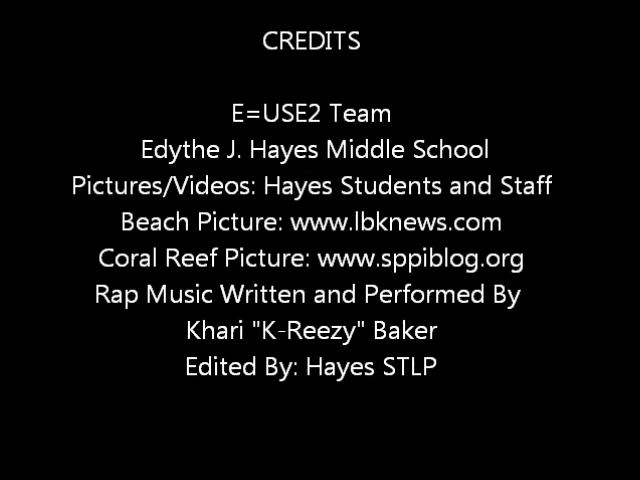 CREDITS
E=USE2 Team
Edythe J. Hayes Middle School
Pictures/Videos: Hayes Students and Staff
Beach Picture: www.lbknews.com
Coral Reef Picture: www.sppiblog.org
Rap Music Written and Performed By
Khari "K-Reezy" Baker
Edited By: Hayes STLP